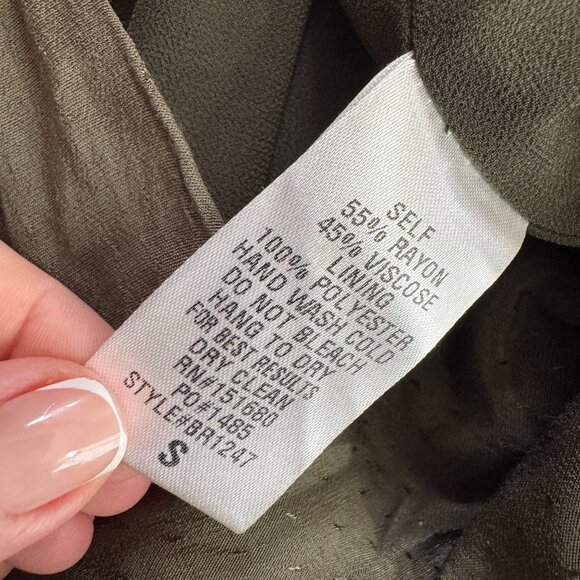 SELF
55% RAYON
45% VISCOSE
LINING
100% POLYESTER
HAND WASH COLD
DO NOT BLEACH
HANG TO DRY
FOR BEST RESULTS
DRY CLEAN
RN#151680
PO#1485
STYLE#BR1247
S